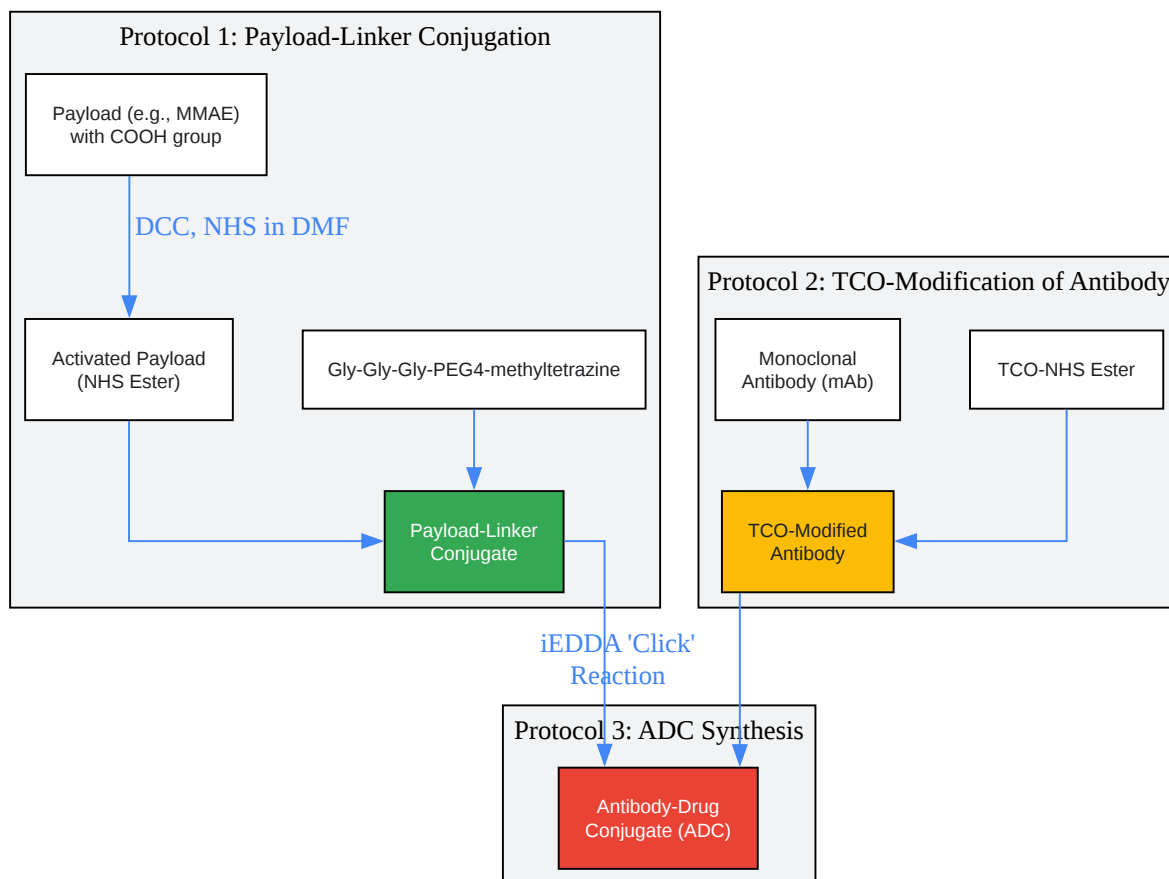 Protocol 1: Payload-Linker Conjugation
Payload (e.g., MMAE)
with COOH group
DCC, NHS in DMF
Activated Payload
(NHS Ester)
Gly-Gly-Gly-PEG4-methyltetrazine
Payload-Linker
Conjugate
Protocol 2: TCO-Modification of Antibody
Monoclonal
Antibody (mAb)
TCO-NHS Ester
TCO-Modified
Antibody
iEDDA 'Click'
Reaction
Protocol 3: ADC Synthesis
Antibody-Drug
Conjugate (ADC)